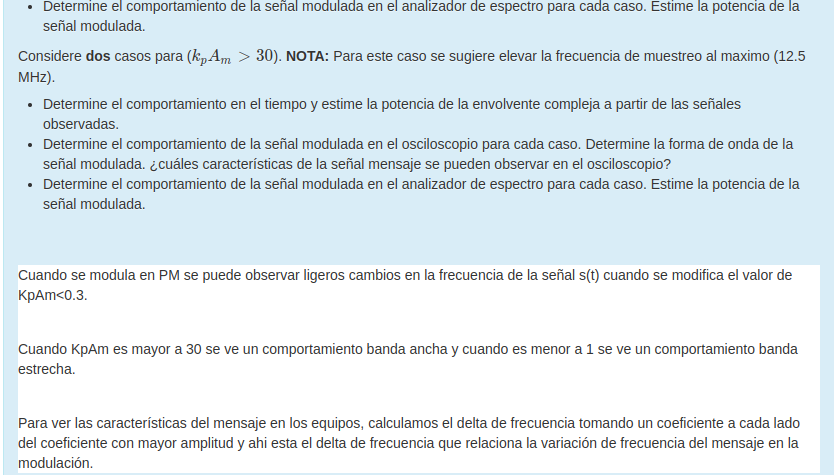 • Determine el comportamiento de la señal modulada en el analizador de espectro para cada caso. Estime la potencia de la
señal modulada.
Considere dos casos para (k_pA_m > 30). NOTA: Para este caso se sugiere elevar la frecuencia de muestreo al maximo (12.5
MHz).
• Determine el comportamiento en el tiempo y estime la potencia de la envolvente compleja a partir de las señales
observadas.
• Determine el comportamiento de la señal modulada en el osciloscopio para cada caso. Determine la forma de onda de la
señal modulada. ¿cuáles características de la señal mensaje se pueden observar en el osciloscopio?
• Determine el comportamiento de la señal modulada en el analizador de espectro para cada caso. Estime la potencia de la
señal modulada.
Cuando se modula en PM se puede observar ligeros cambios en la frecuencia de la señal s(t) cuando se modifica el valor de
KpAm<0.3.
Cuando KpAm es mayor a 30 se ve un comportamiento banda ancha y cuando es menor a 1 se ve un comportamiento banda
estrecha.
Para ver las características del mensaje en los equipos, calculamos el delta de frecuencia tomando un coeficiente a cada lado
del coeficiente con mayor amplitud y ahi esta el delta de frecuencia que relaciona la variación de frecuencia del mensaje en la
modulación.